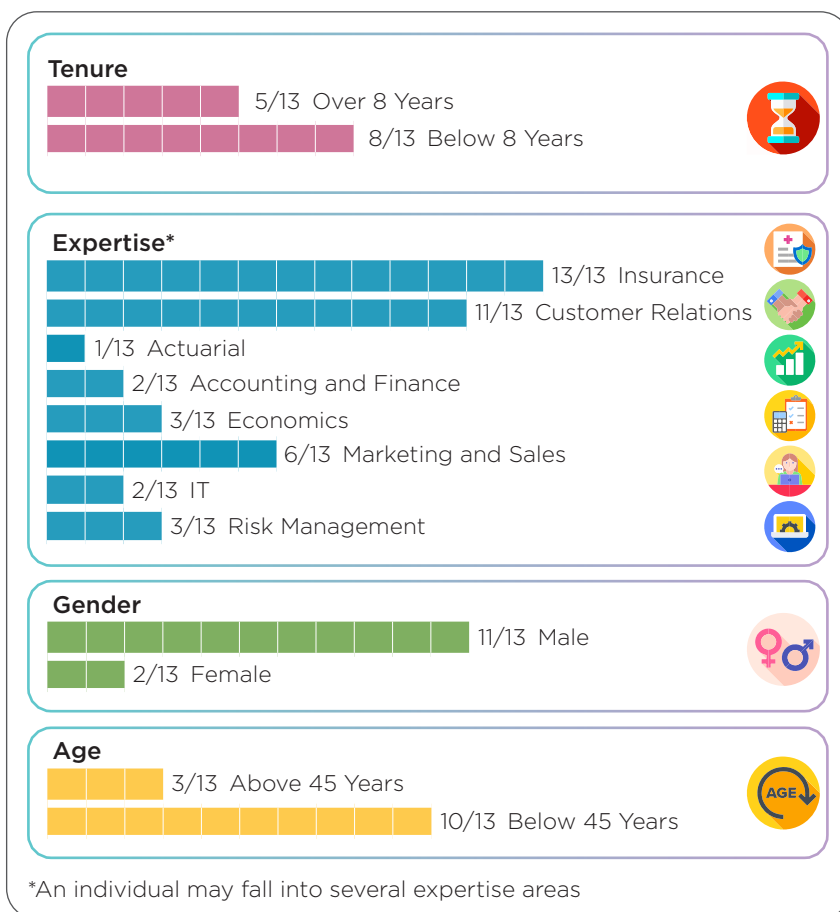 Tenure
5/13 Over 8 Years
8/13 Below 8 Years
Expertise*
13/13 Insurance
11/13 Customer Relations
1/13 Actuarial
2/13 Accounting and Finance
3/13 Economics
6/13 Marketing and Sales
2/13 IT
3/13 Risk Management
Gender
11/13 Male
2/13 Female
Age
3/13 Above 45 Years
AGE
10/13 Below 45 Years
*An individual may fall into several expertise areas